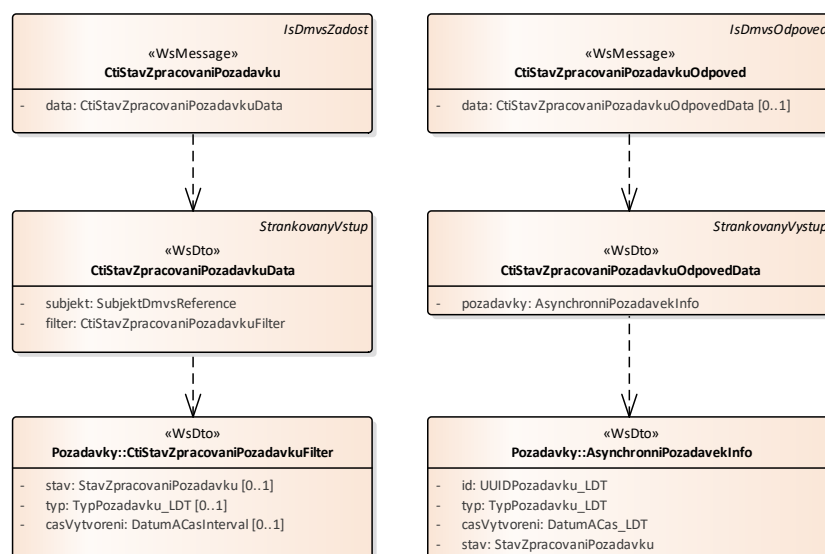 IsDmvsZadost
«WsMessage»
CtiStavZpracovaniPozadavku
- data: CtiStavZpracovaniPozadavkuData
StrankovanyVstup
«WsDto»
CtiStavZpracovaniPozadavkuData
- subjekt: SubjektDmvsReference
- filter: CtiStavZpracovaniPozadavkuFilter
«WsDto»
Pozadavky::CtiStavZpracovaniPozadavkuFilter
- stav: StavZpracovaniPozadavku [0..1]
- typ: TypPozadavku_LDT [0..1]
- casVytvoreni: DatumACasInterval [0..1]
IsDmvsOdpoved
«WsMessage»
CtiStavZpracovaniPozadavkuOdpoved
- data: CtiStavZpracovaniPozadavkuOdpovedData [0..1]
StrankovanyVystup
«WsDto»
CtiStavZpracovaniPozadavkuOdpovedData
- pozadavky: AsynchronniPozadavekInfo
«WsDto»
Pozadavky::AsynchronniPozadavekInfo
- id: UUIDPozadavku_LDT
- typ: TypPozadavku_LDT
- casVytvoreni: DatumACas_LDT
- stav: StavZpracovaniPozadavku